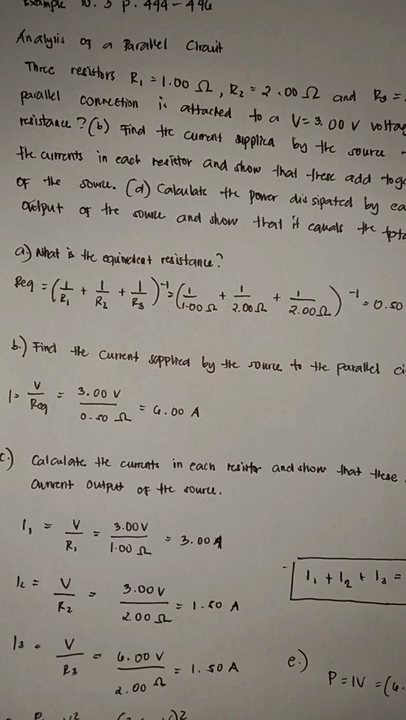 Example 10.3 p. 494-496
Analysis of a Parallel Circuit
Three resistors R₁ = 1.00 Ω, R₂ = 2.00 Ω and R₃ =
parallel connection is attached to a V = 3.00 V
resistance? (b) Find the current supplied by the source
the currents in each resistor and show that these add
of the source. (d) Calculate the power dissipated by
output of the source and show that it equals the
a) What is the equivalent resistance?
Req = (1/R₁ + 1/R₂ + 1/R₃)⁻¹ = (1/1.00 Ω + 1/2.00 Ω + 1/2.00 Ω)⁻¹ = 0.50
b.) Find the current supplied by the source to the parallel
I = V/Req = 3.00 V/0.50 Ω = 6.00 A
c.) Calculate the currents in each resistor and show that these
current output of the source.
I₁ = V/R₁ = 3.00 V/1.00 Ω = 3.00 A
I₂ = V/R₂ = 3.00 V/2.00 Ω = 1.50 A
I₁ + I₂ + I₃ =
I₃ = V/R₃ = 6.00 V/2.00 Ω = 1.50 A
e.)
P = IV = (6.